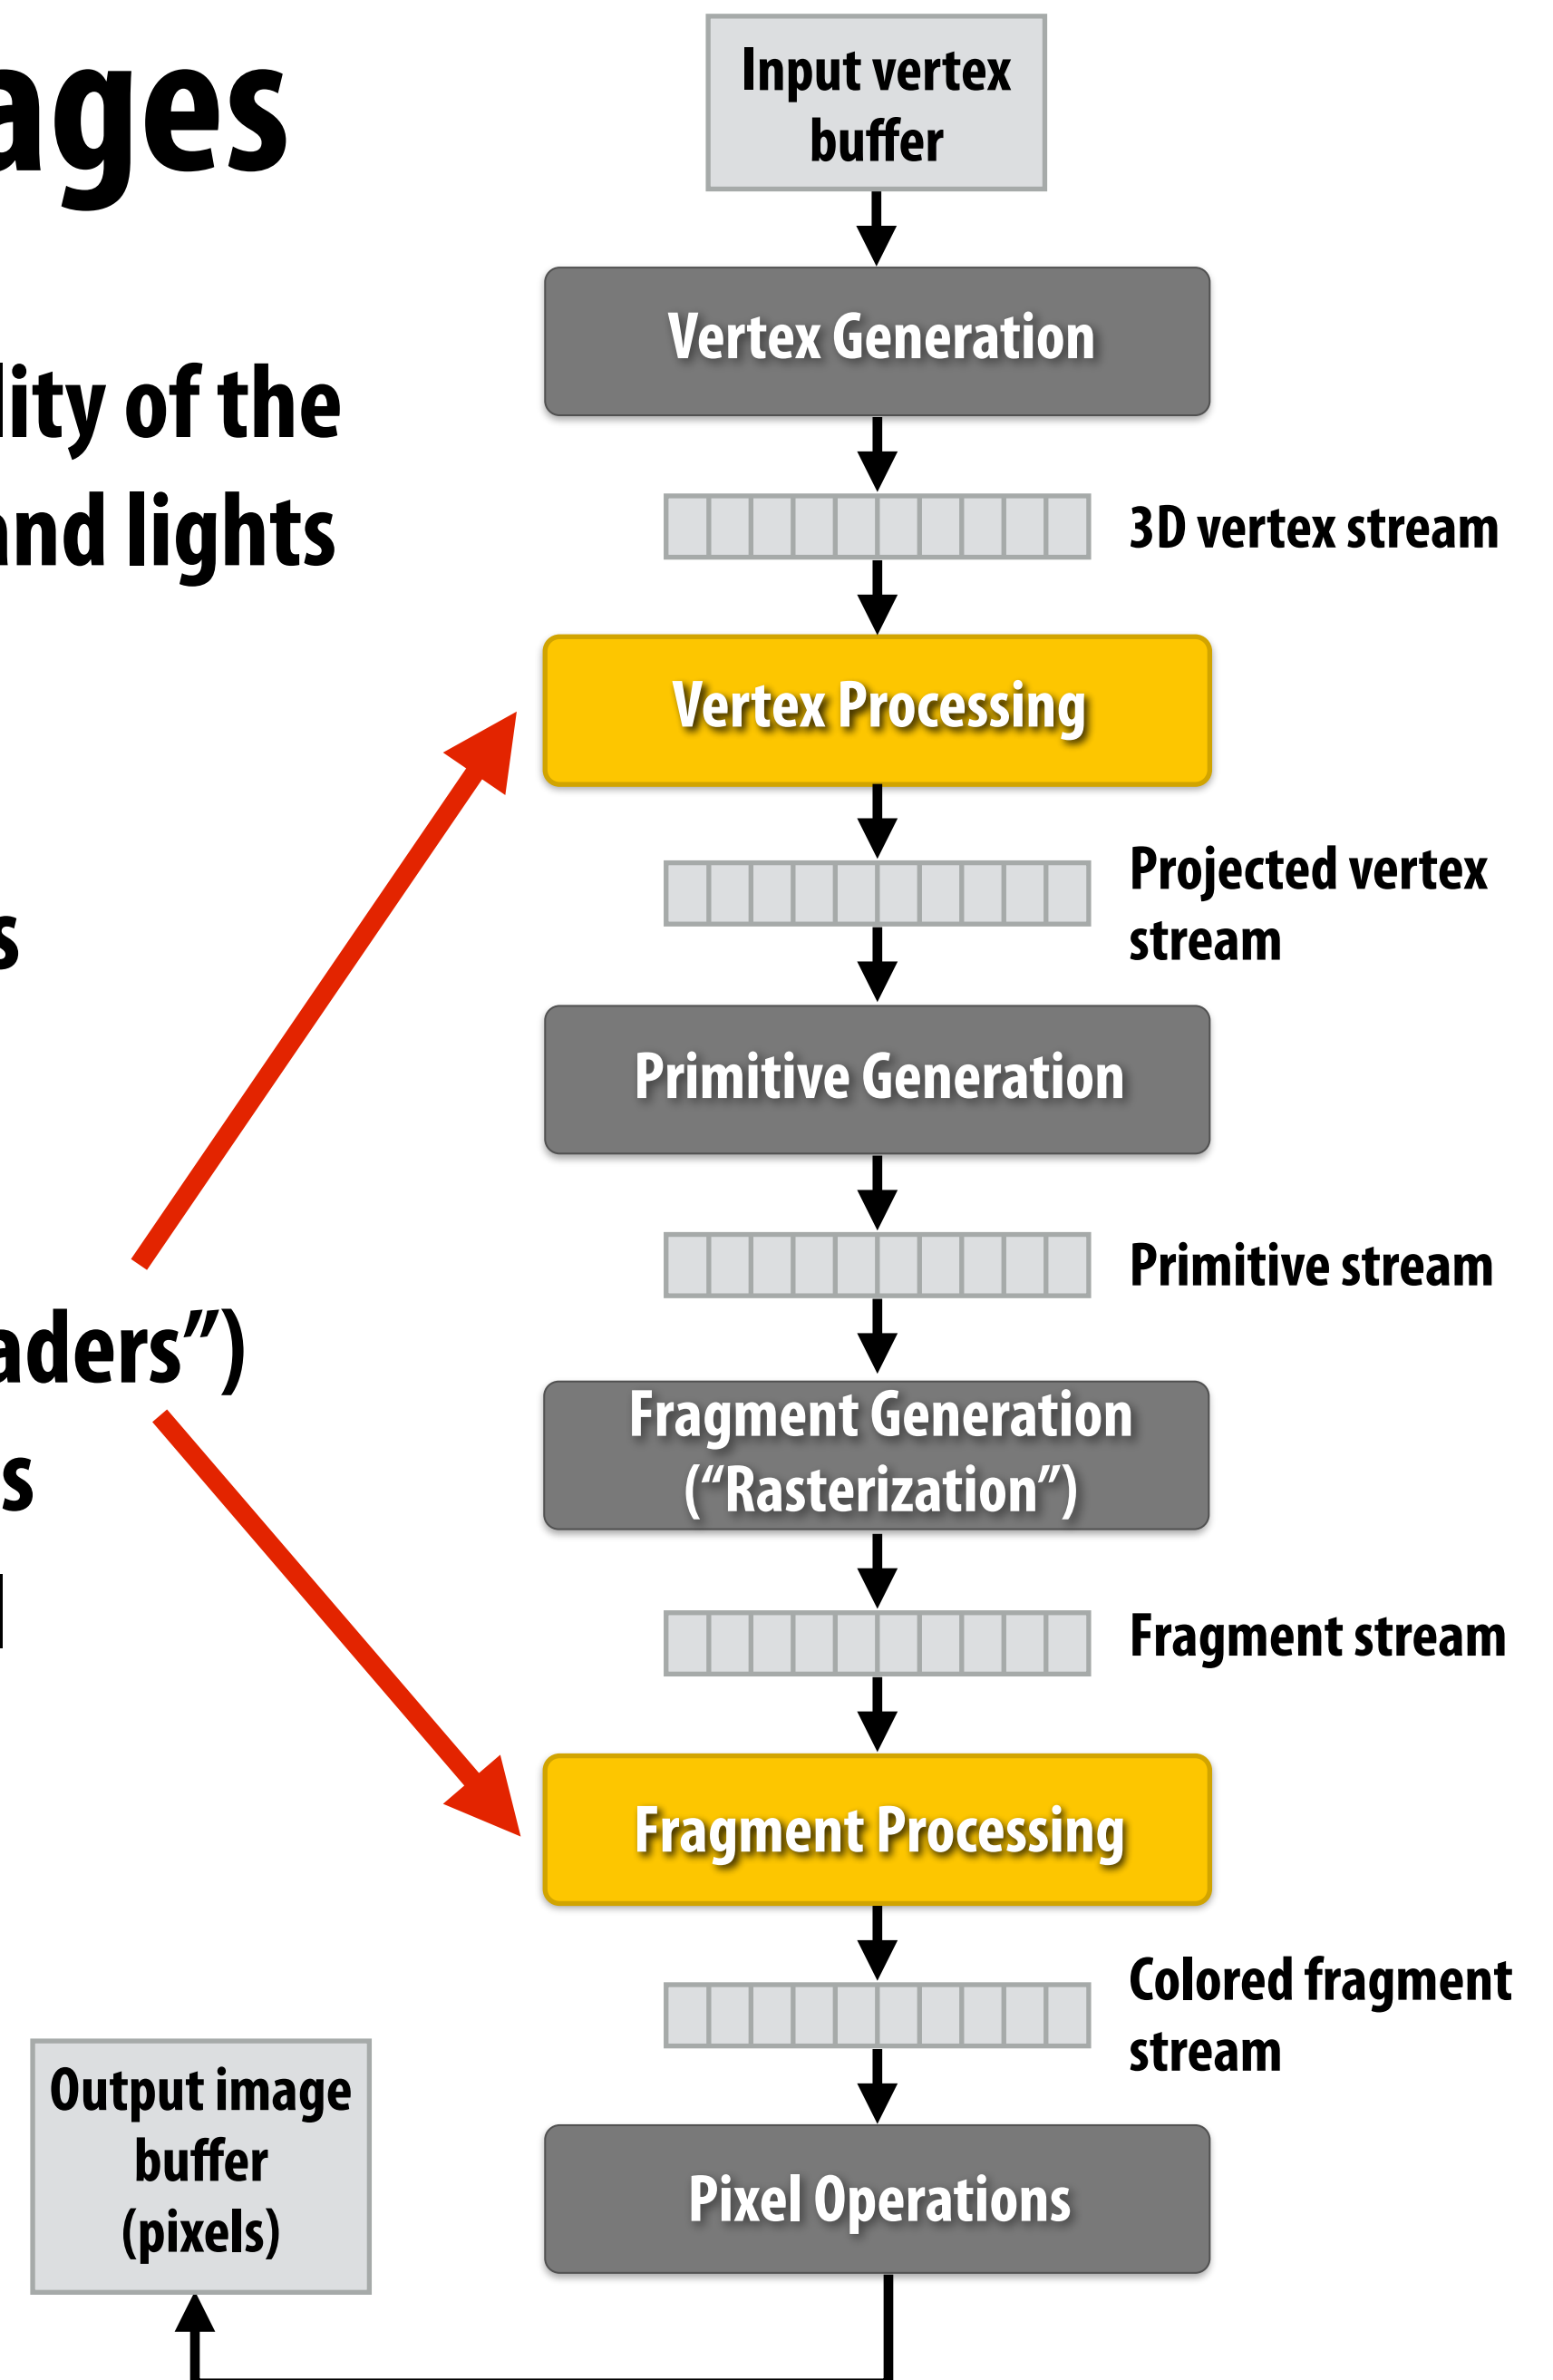 ages
lity of the
and lights
s
aders”)
s
l
Input vertex
buffer
Vertex Generation
3D vertex stream
Vertex Processing
Projected vertex
stream
Primitive Generation
Primitive stream
Fragment Generation
(“Rasterization”)
Fragment stream
Fragment Processing
Colored fragment
stream
Pixel Operations
Output image
buffer
(pixels)